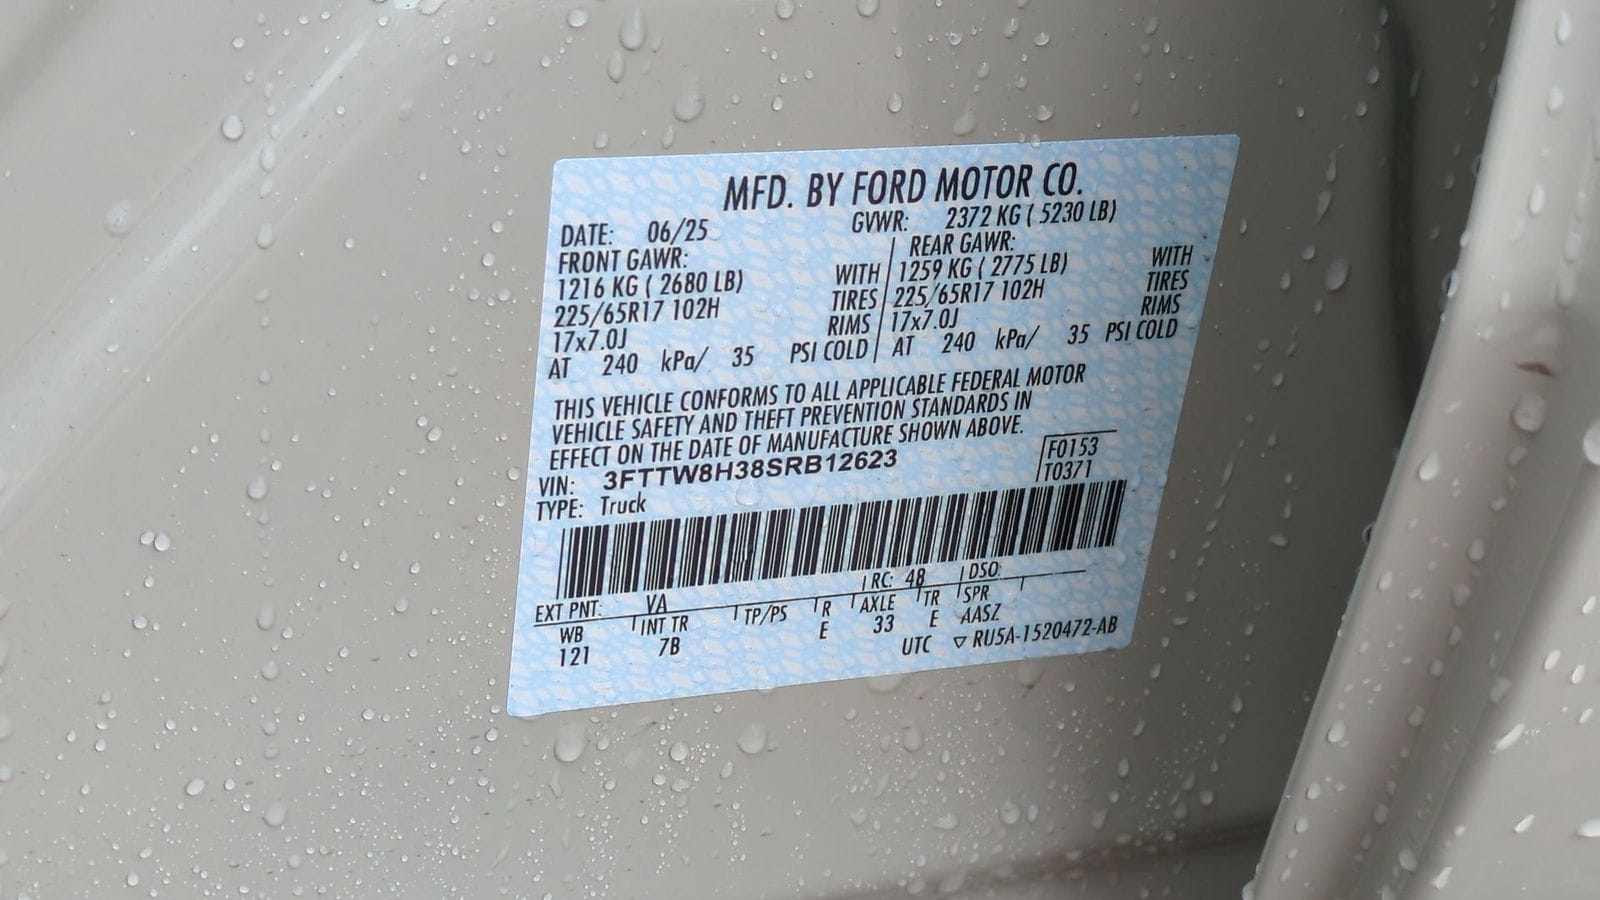 MFD. BY FORD MOTOR CO.
DATE: 06/25 GVWR: 2372 KG ( 5230 LB)
FRONT GAWR: REAR GAWR:
1216 KG ( 2680 LB) WITH 1259 KG ( 2775 LB) WITH
225/65R17 102H TIRES 225/65R17 102H TIRES
17x7.0J RIMS 17x7.0J RIMS
AT 240 kPa/ 35 PSI COLD AT 240 kPa/ 35 PSI COLD
THIS VEHICLE CONFORMS TO ALL APPLICABLE FEDERAL MOTOR
VEHICLE SAFETY AND THEFT PREVENTION STANDARDS IN
EFFECT ON THE DATE OF MANUFACTURE SHOWN ABOVE.
VIN: 3FTTW8H38SRB12623 F0153
TYPE: Truck T0371
EXT PNT: VA RC: 48 DSO:
WB INT TR TP/PS R AXLE TR SPR
121 7B E 33 E AASZ
UTC ▽ RU5A-1520472-AB